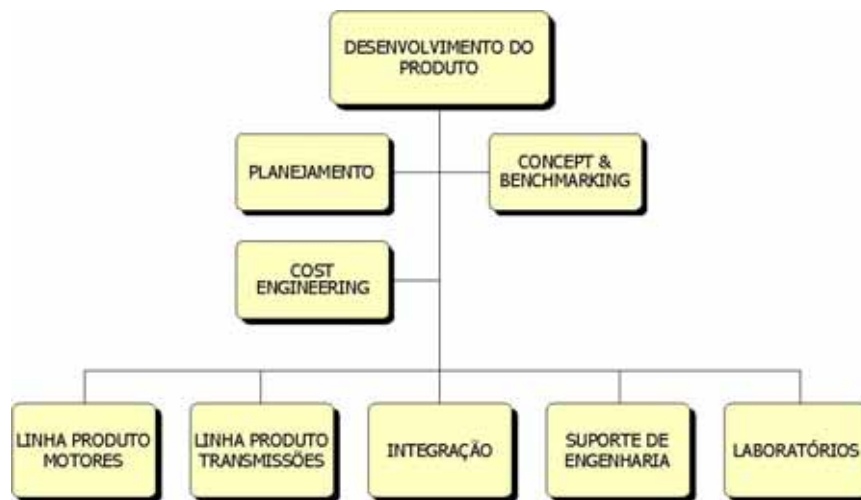 DESENVOLVIMENTO DO
PRODUTO
PLANEJAMENTO
CONCEPT &
BENCHMARKING
COST
ENGINEERING
LINHA PRODUTO
MOTORES
LINHA PRODUTO
TRANSMISSÕES
INTEGRAÇÃO
SUPORTE DE
ENGENHARIA
LABORATÓRIOS